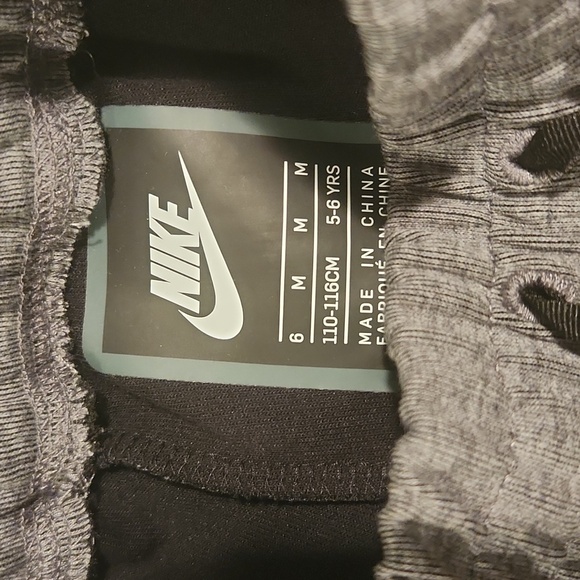 NIKE
6 M M M
110-116CM 5-6 YRS
MADE IN CHINA
FABRIQUÉ EN CHINE